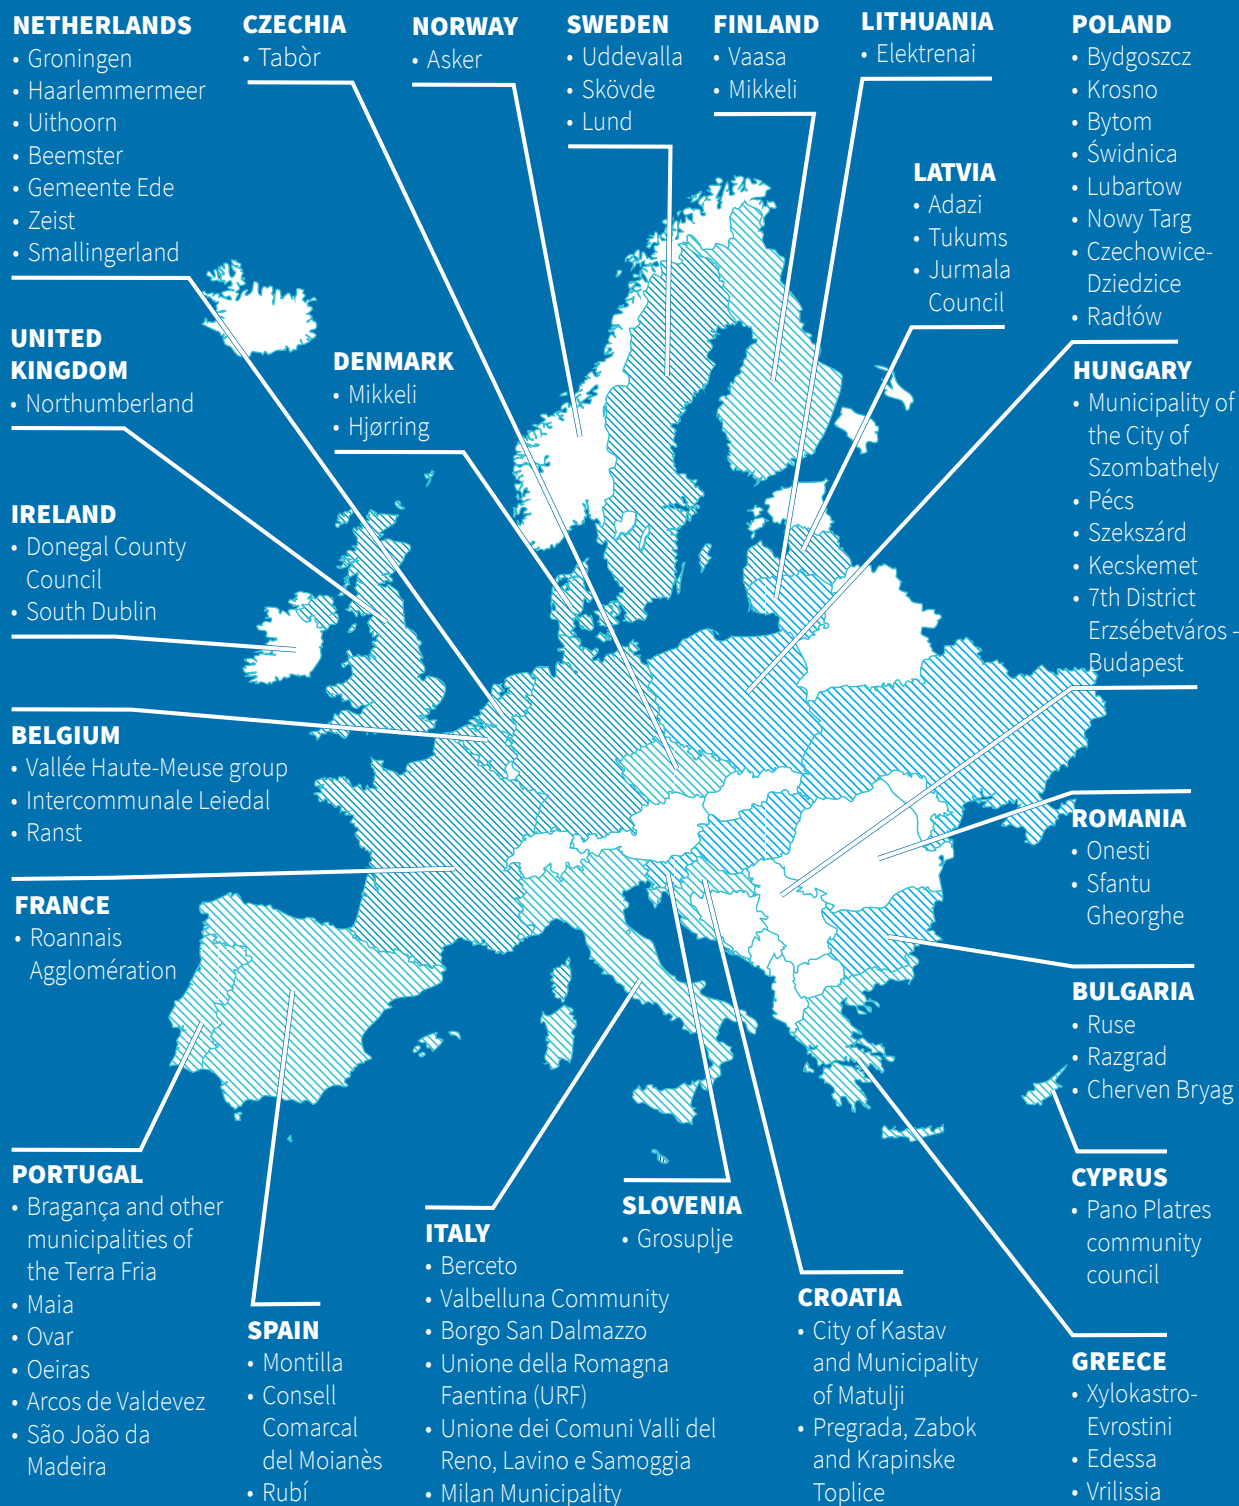 NETHERLANDS
• Groningen
• Haarlemmermeer
• Uithoorn
• Beemster
• Gemeente Ede
• Zeist
• Smallingerland
CZECHIA
• Tabòr
NORWAY
• Asker
SWEDEN
• Uddevalla
• Skövde
• Lund
FINLAND
• Vaasa
• Mikkeli
LITHUANIA
• Elektrenai
POLAND
• Bydgoszcz
• Krosno
• Bytom
• Świdnica
• Lubartow
• Nowy Targ
• Czechowice-
Dziedzice
• Radłów
LATVIA
• Adazi
• Tukums
• Jurmala
Council
UNITED
KINGDOM
• Northumberland
DENMARK
• Mikkeli
• Hjørring
HUNGARY
• Municipality of
the City of
Szombathely
• Pécs
• Szekszárd
• Kecskemet
• 7th District
Erzsébetváros -
Budapest
IRELAND
• Donegal County
Council
• South Dublin
BELGIUM
• Vallée Haute-Meuse group
• Intercommunale Leiedal
• Ranst
ROMANIA
• Onesti
• Sfantu
Gheorghe
FRANCE
• Roannais
Agglomération
BULGARIA
• Ruse
• Razgrad
• Cherven Bryag
PORTUGAL
• Bragança and other
municipalities of
the Terra Fria
• Maia
• Ovar
• Oeiras
• Arcos de Valdevez
• São João da
Madeira
SPAIN
• Montilla
• Consell
Comarcal
del Moianès
• Rubí
ITALY
• Berceto
• Valbelluna Community
• Borgo San Dalmazzo
• Unione della Romagna
Faentina (URF)
• Unione dei Comuni Valli del
Reno, Lavino e Samoggia
• Milan Municipality
SLOVENIA
• Grosuplje
CROATIA
• City of Kastav
and Municipality
of Matulji
• Pregrada, Zabok
and Krapinske
Toplice
CYPRUS
• Pano Platres
community
council
GREECE
• Xylokastro-
Evrostini
• Edessa
• Vrilissia